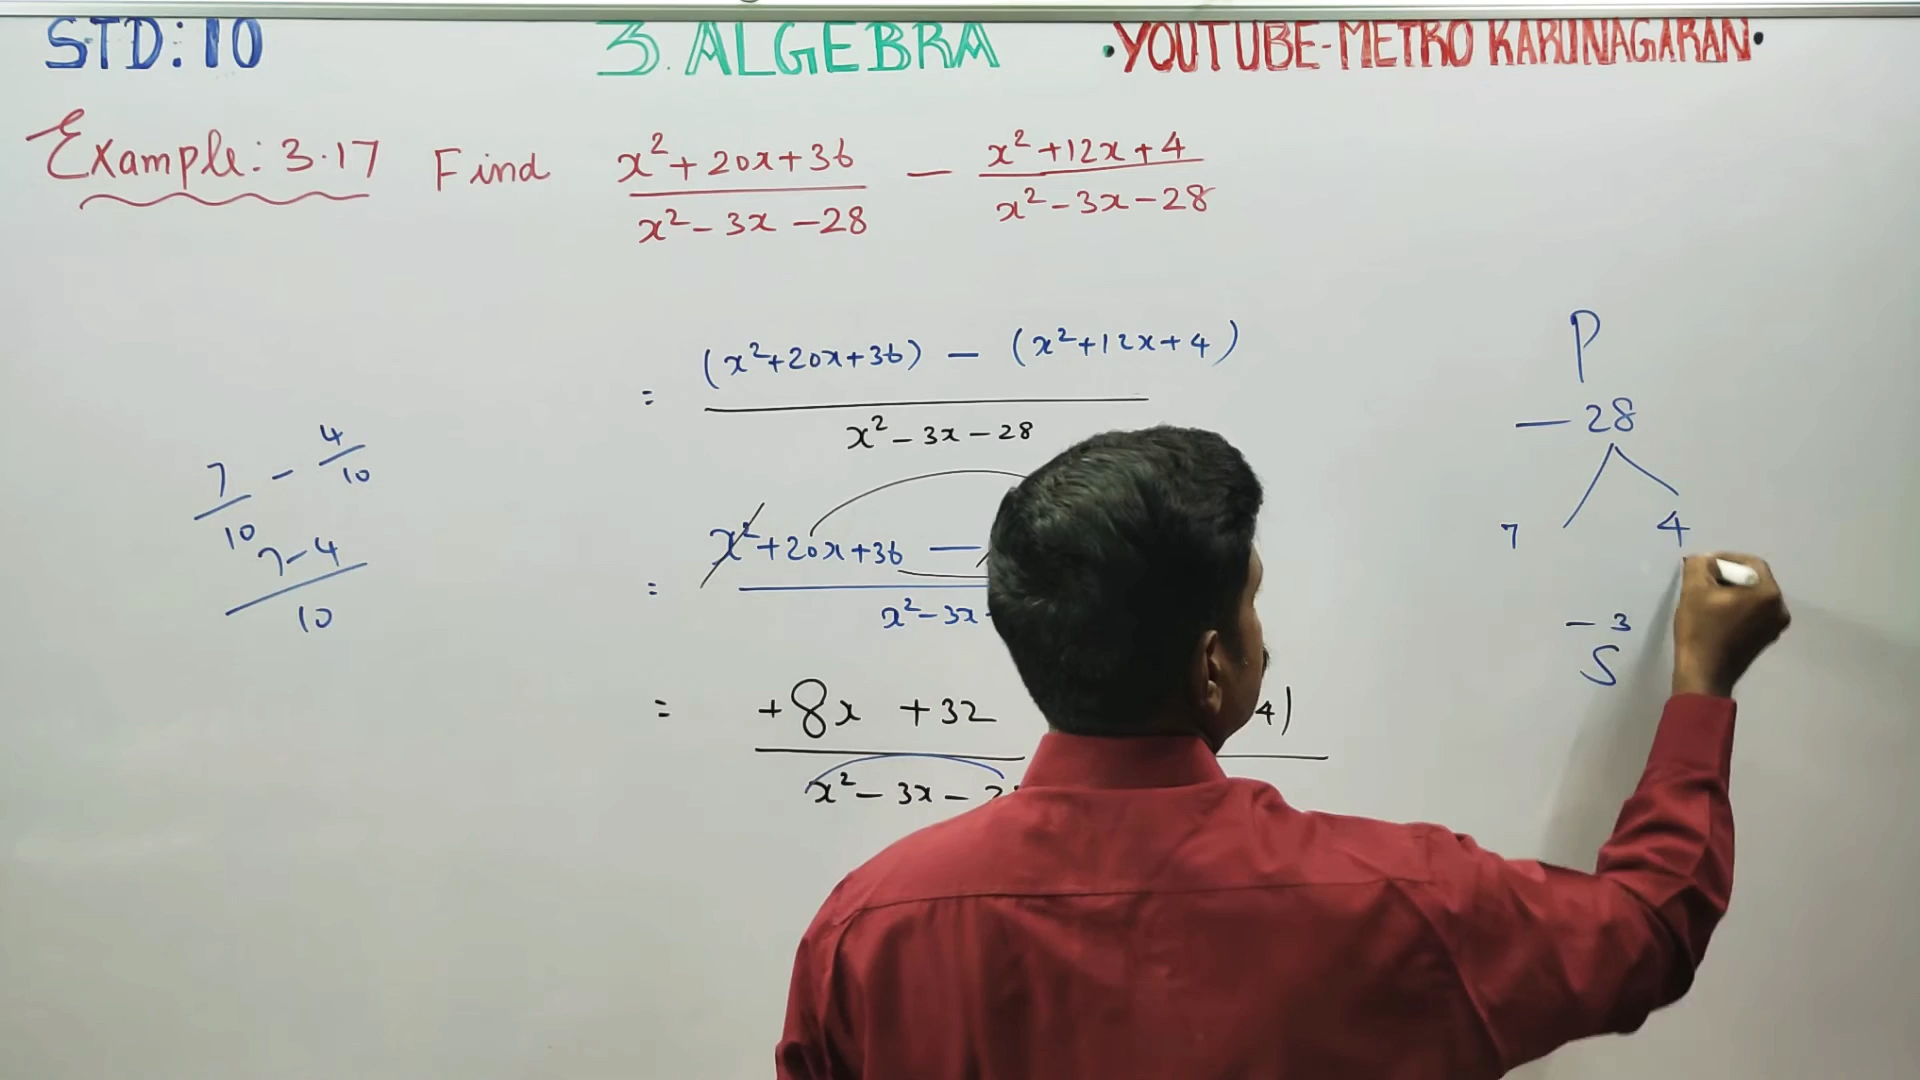 STD: 10 3. ALGEBRA •YOUTUBE-METRO KARUNAGARAN•
Example: 3.17 Find (x²+20x+36)/(x²-3x-28) - (x²+12x+4)/(x²-3x-28)
= ((x²+20x+36) - (x²+12x+4))/(x²-3x-28)
= x²+20x+36 -
x²-3x
= +8x +32 4)
x²-3x-2
7/10 - 4/10
7-4
10
P
-28
7 4
-3
S